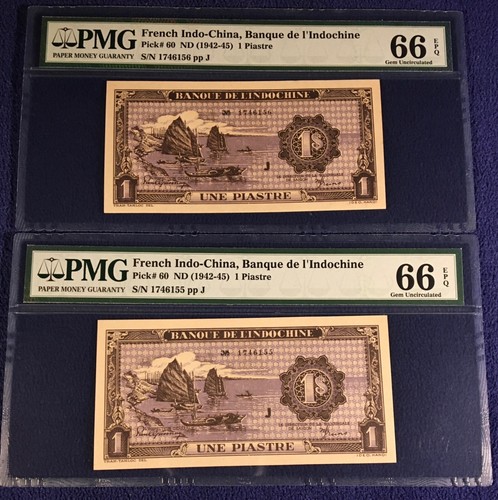 PMG
PAPER MONEY GUARANTY
French Indo-China, Banque de l'Indochine
Pick# 60 ND (1942-45) 1 Piastre
S/N 1746156 pp J
66 EPQ
Gem Uncirculated
BANQUE DE L'INDOCHINE
1746156
J
1$
1
UNE PIASTRE
1
PMG
PAPER MONEY GUARANTY
French Indo-China, Banque de l'Indochine
Pick# 60 ND (1942-45) 1 Piastre
S/N 1746155 pp J
66 EPQ
Gem Uncirculated
BANQUE DE L'INDOCHINE
1746155
J
1$
1
UNE PIASTRE
1